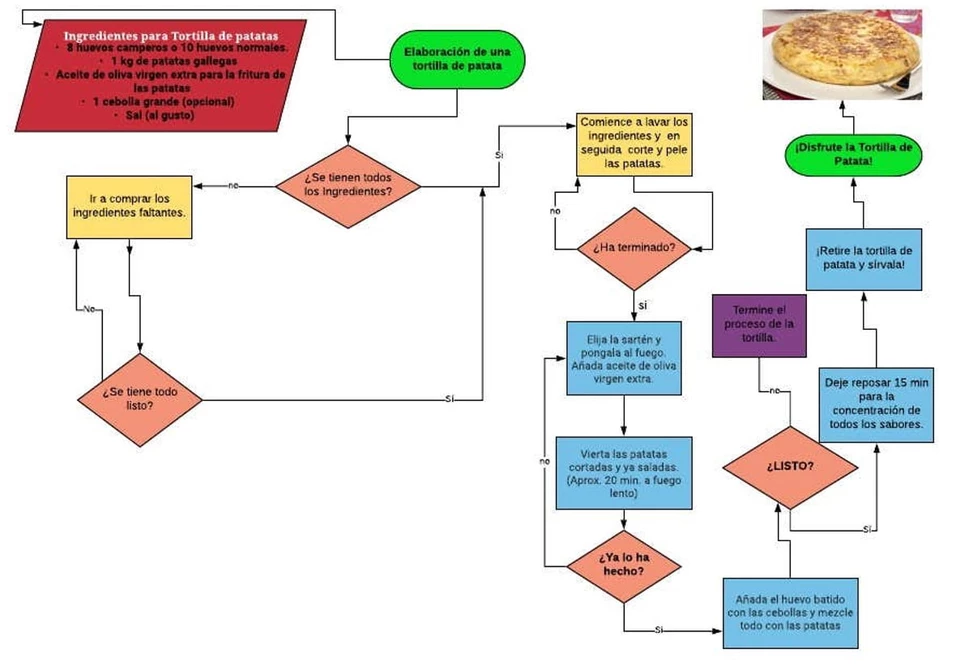 Ingredientes para Tortilla de patatas
· 8 huevos camperos o 10 huevos normales.
· 1 kg de patatas gallegas
· Aceite de oliva virgen extra para la fritura de
las patatas
· 1 cebolla grande (opcional)
· Sal (al gusto)
Elaboración de una
tortilla de patata
¿Se tienen todos
los Ingredientes?
no
Si
Ir a comprar los
ingredientes faltantes.
No
¿Se tiene todo
listo?
Sí
Comience a lavar los
ingredientes y en
seguida corte y pele
las patatas.
no
¿Ha terminado?
sí
Elija la sartén y
pongala al fuego.
Añada aceite de oliva
virgen extra.
no
Vierta las patatas
cortadas y ya saladas.
(Aprox. 20 min. a fuego
lento)
¿Ya lo ha
hecho?
Si
Añada el huevo batido
con las cebollas y mezcle
todo con las patatas
¿LISTO?
no
Termine el
proceso de la
tortilla.
Sí
Deje reposar 15 min
para la
concentración de
todos los sabores.
¡Retire la tortilla de
patata y sírvala!
¡Disfrute la Tortilla de
Patata!